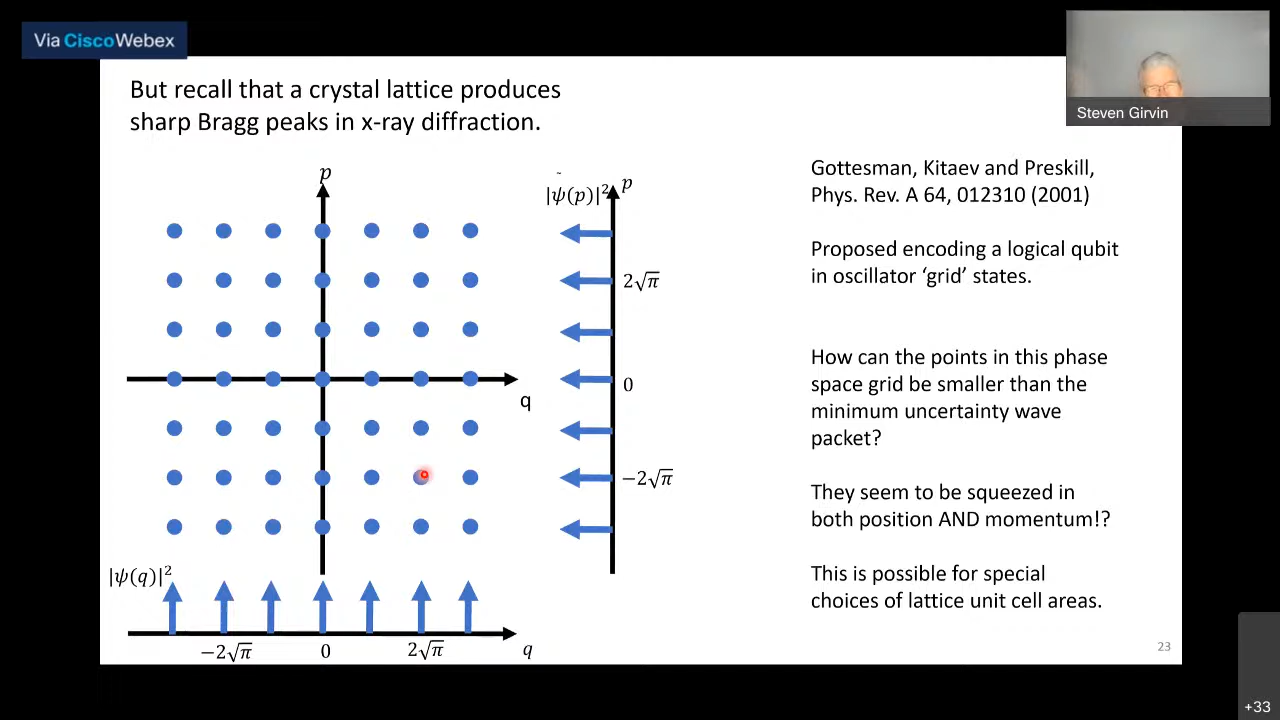 Via CiscoWebex
But recall that a crystal lattice produces
sharp Bragg peaks in x-ray diffraction.
Steven Girvin
p
|ψ̃(p)|² p
2√π
0
−2√π
q
|ψ(q)|²
−2√π 0 2√π q
Gottesman, Kitaev and Preskill,
Phys. Rev. A 64, 012310 (2001)
Proposed encoding a logical qubit
in oscillator ‘grid’ states.
How can the points in this phase
space grid be smaller than the
minimum uncertainty wave
packet?
They seem to be squeezed in
both position AND momentum!?
This is possible for special
choices of lattice unit cell areas.
23
+33